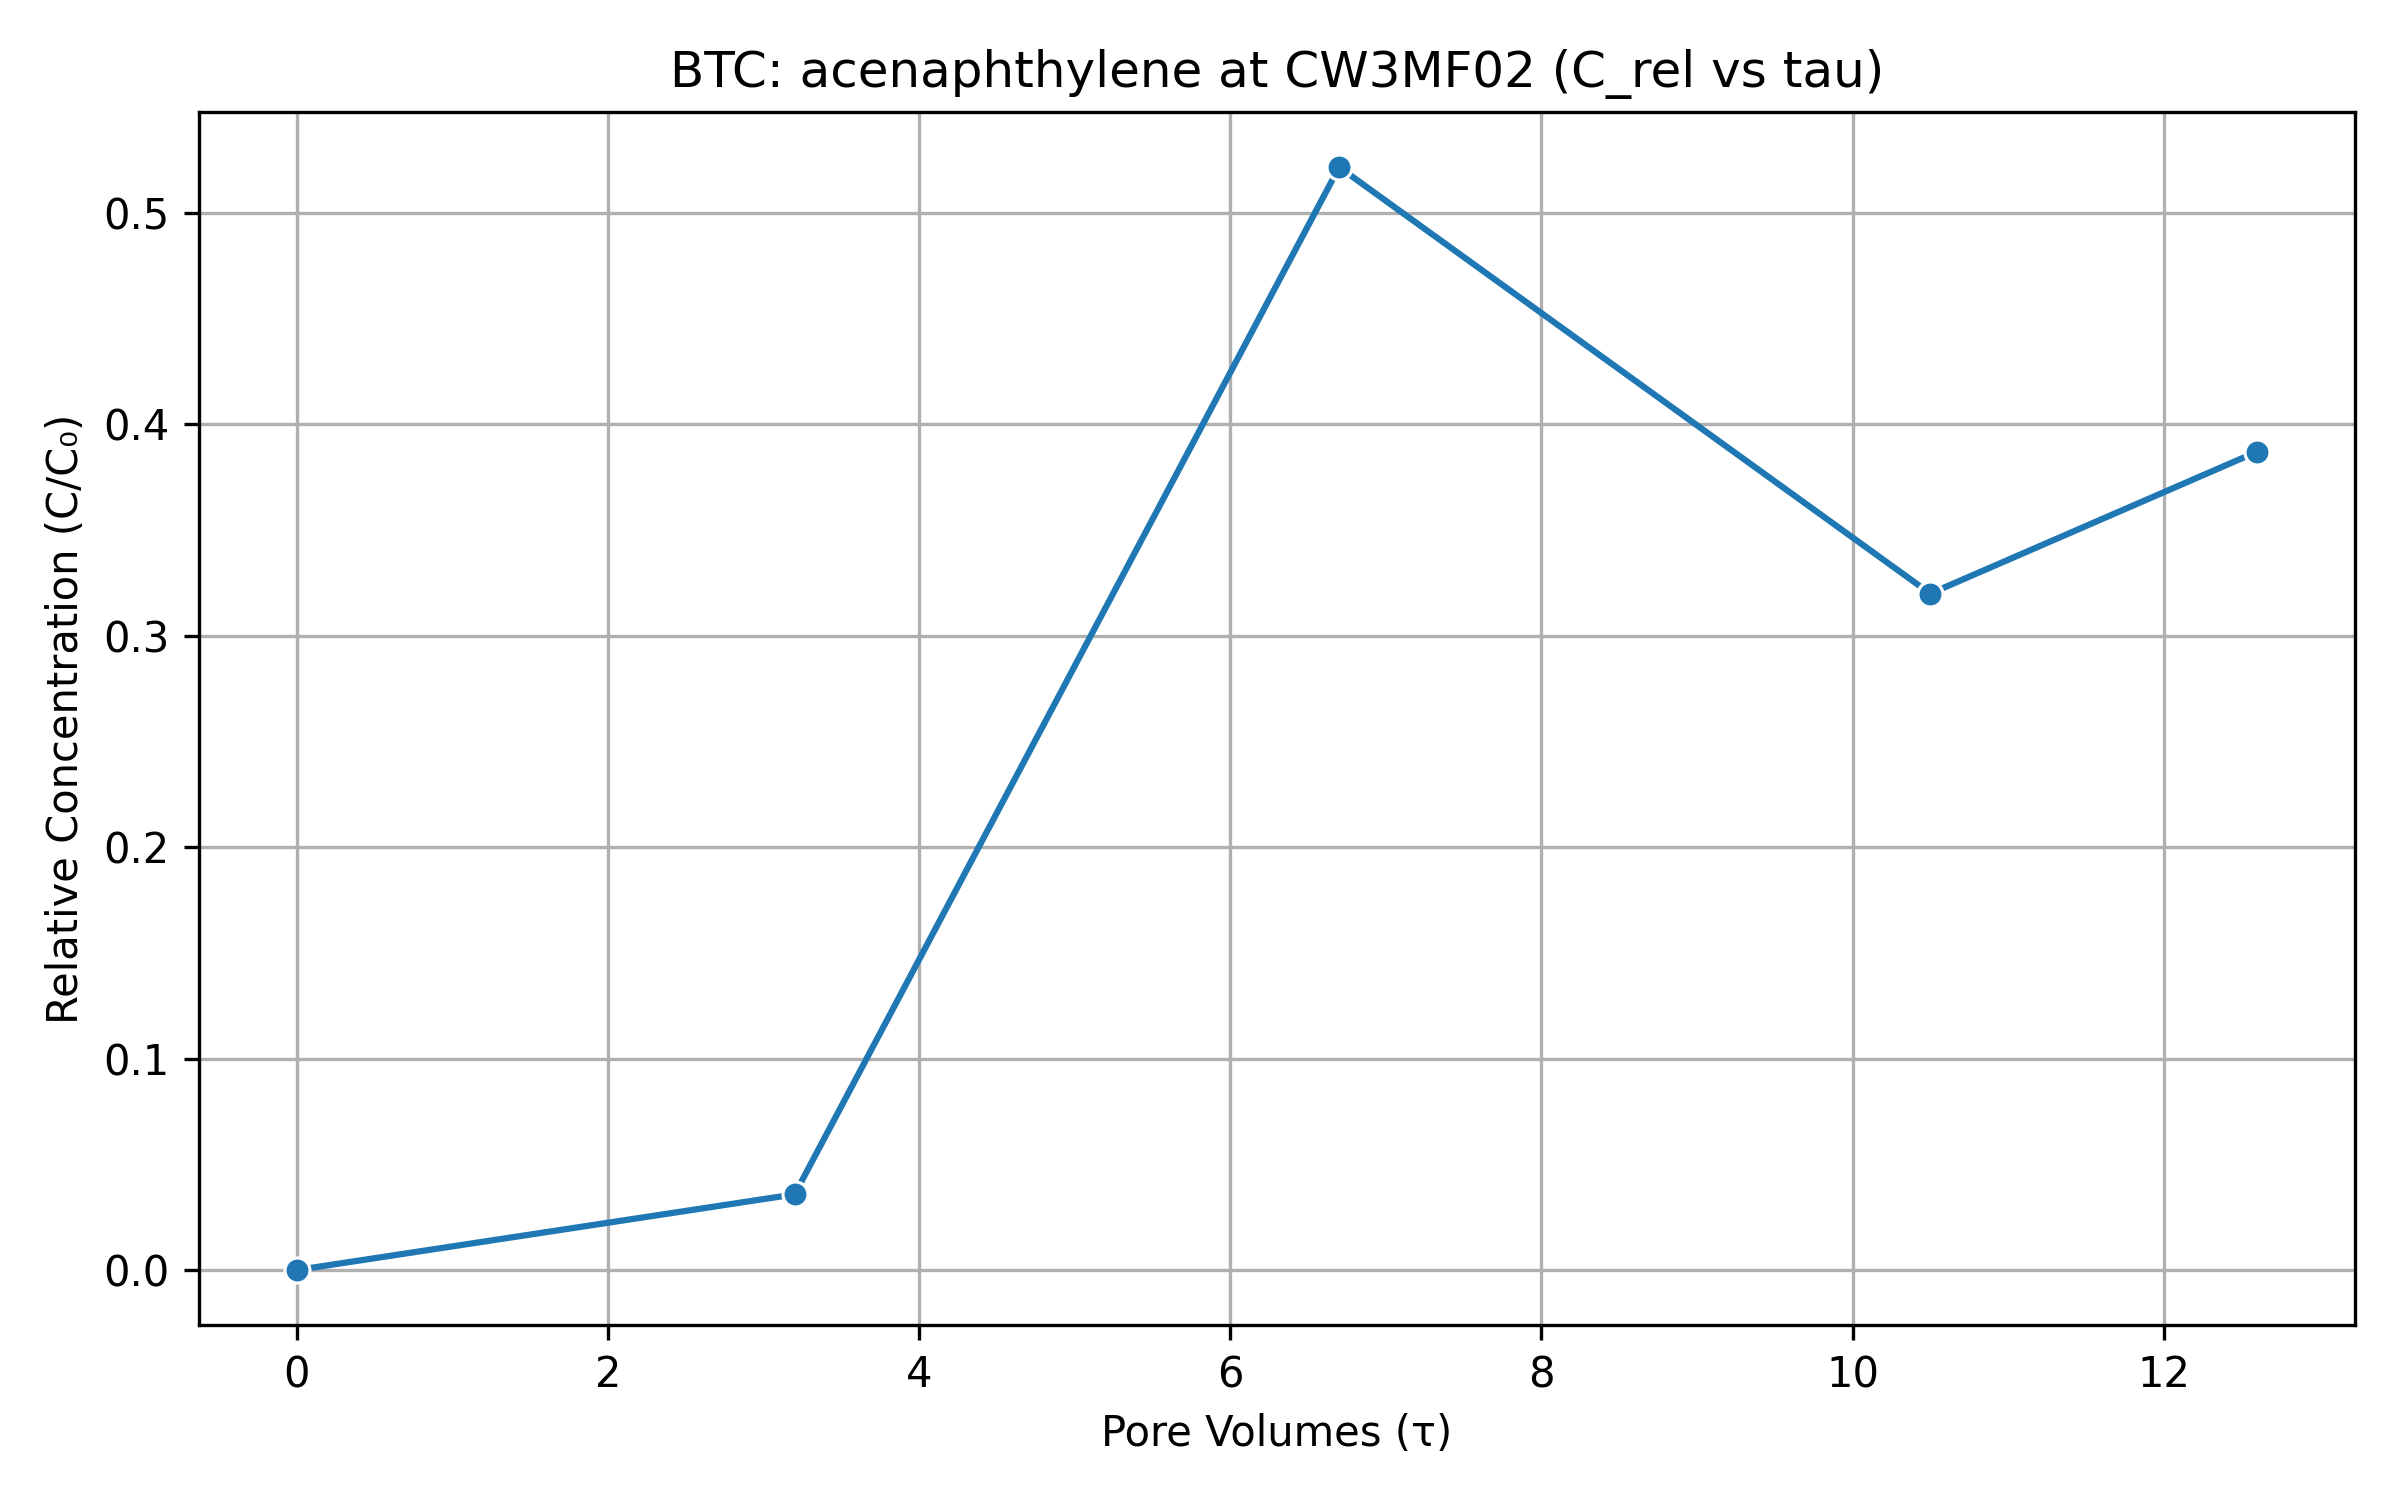 BTC: acenaphthylene at CW3MF02 (C_rel vs tau)
Relative Concentration (C/C₀)
0.5
0.4
0.3
0.2
0.1
0.0
0 2 4 6 8 10 12
Pore Volumes (τ)